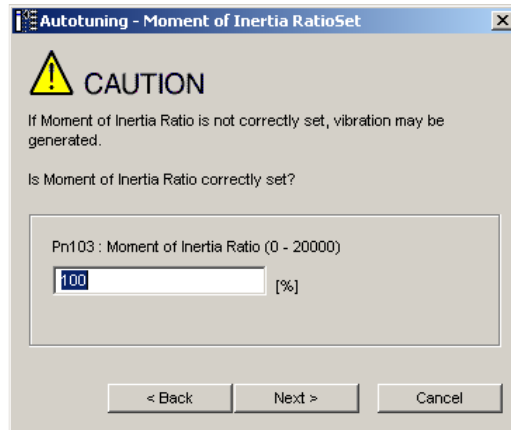 Autotuning - Moment of Inertia RatioSet
CAUTION
If Moment of Inertia Ratio is not correctly set, vibration may be
generated.
Is Moment of Inertia Ratio correctly set?
Pn103 : Moment of Inertia Ratio (0 - 20000)
100 [%]
< Back Next > Cancel